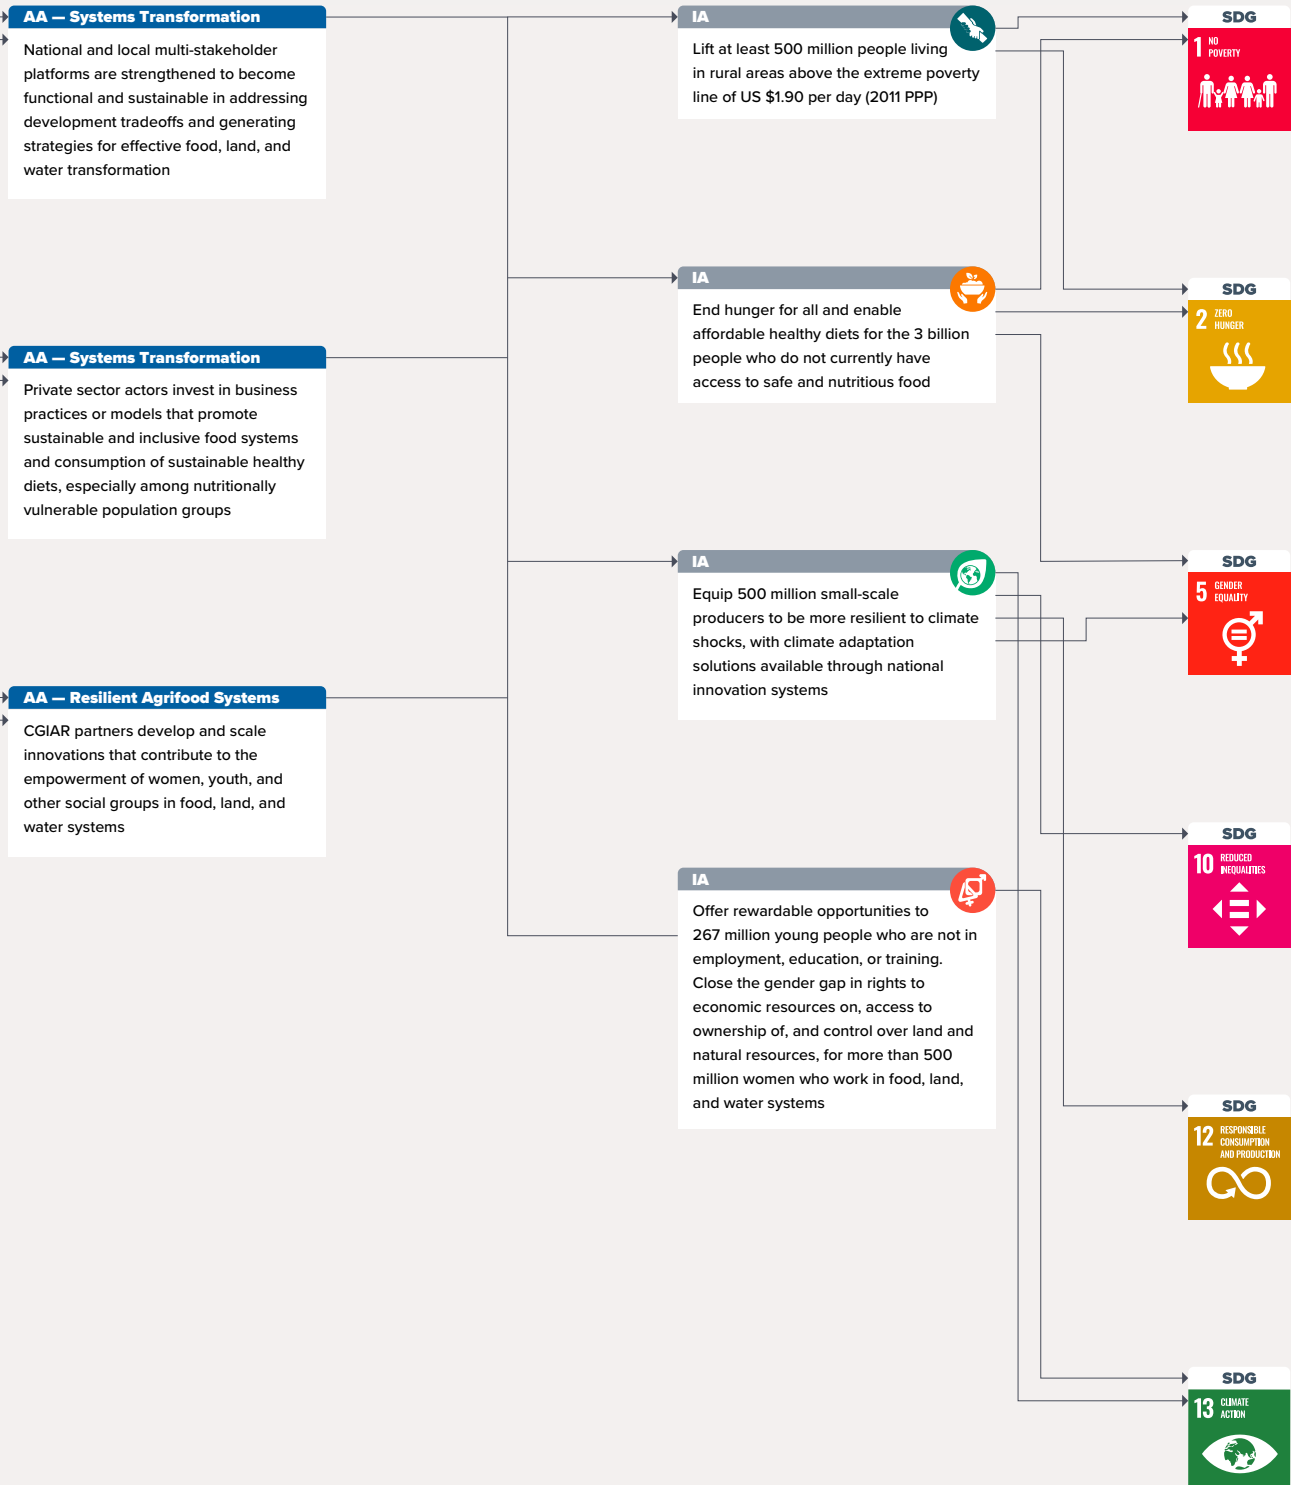 AA — Systems Transformation
National and local multi-stakeholder
platforms are strengthened to become
functional and sustainable in addressing
development tradeoffs and generating
strategies for effective food, land, and
water transformation
AA — Systems Transformation
Private sector actors invest in business
practices or models that promote
sustainable and inclusive food systems
and consumption of sustainable healthy
diets, especially among nutritionally
vulnerable population groups
AA — Resilient Agrifood Systems
CGIAR partners develop and scale
innovations that contribute to the
empowerment of women, youth, and
other social groups in food, land, and
water systems
IA
Lift at least 500 million people living
in rural areas above the extreme poverty
line of US $1.90 per day (2011 PPP)
IA
End hunger for all and enable
affordable healthy diets for the 3 billion
people who do not currently have
access to safe and nutritious food
IA
Equip 500 million small-scale
producers to be more resilient to climate
shocks, with climate adaptation
solutions available through national
innovation systems
IA
Offer rewardable opportunities to
267 million young people who are not in
employment, education, or training.
Close the gender gap in rights to
economic resources on, access to
ownership of, and control over land and
natural resources, for more than 500
million women who work in food, land,
and water systems
SDG
1 NO
POVERTY
SDG
2 ZERO
HUNGER
SDG
5 GENDER
EQUALITY
SDG
10 REDUCED
INEQUALITIES
SDG
12 RESPONSIBLE
CONSUMPTION
AND PRODUCTION
SDG
13 CLIMATE
ACTION